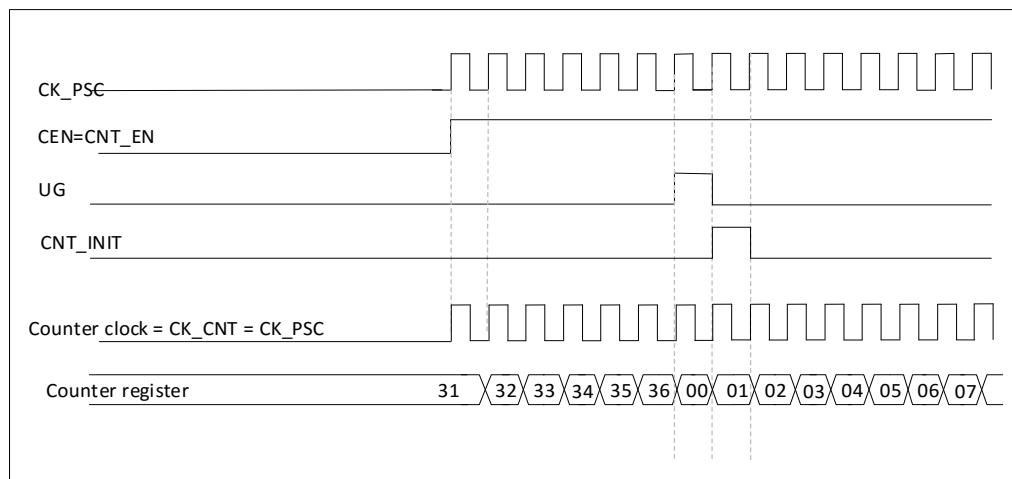 CK_PSC
CEN=CNT_EN
UG
CNT_INIT
Counter clock = CK_CNT = CK_PSC
Counter register 31 32 33 34 35 36 00 01 02 03 04 05 06 07